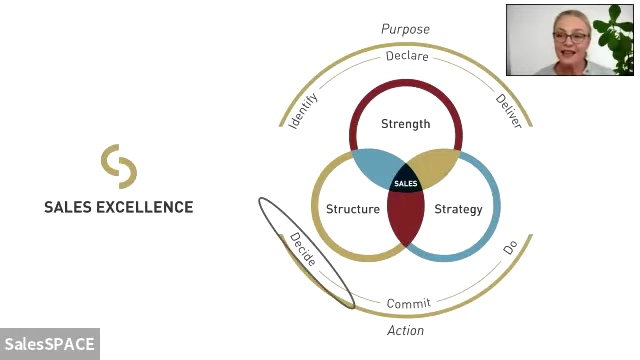 Purpose
Declare
Identify
Deliver
Strength
SALES
Structure
Strategy
SALES EXCELLENCE
Decide
Do
Commit
Action
SalesSPACE